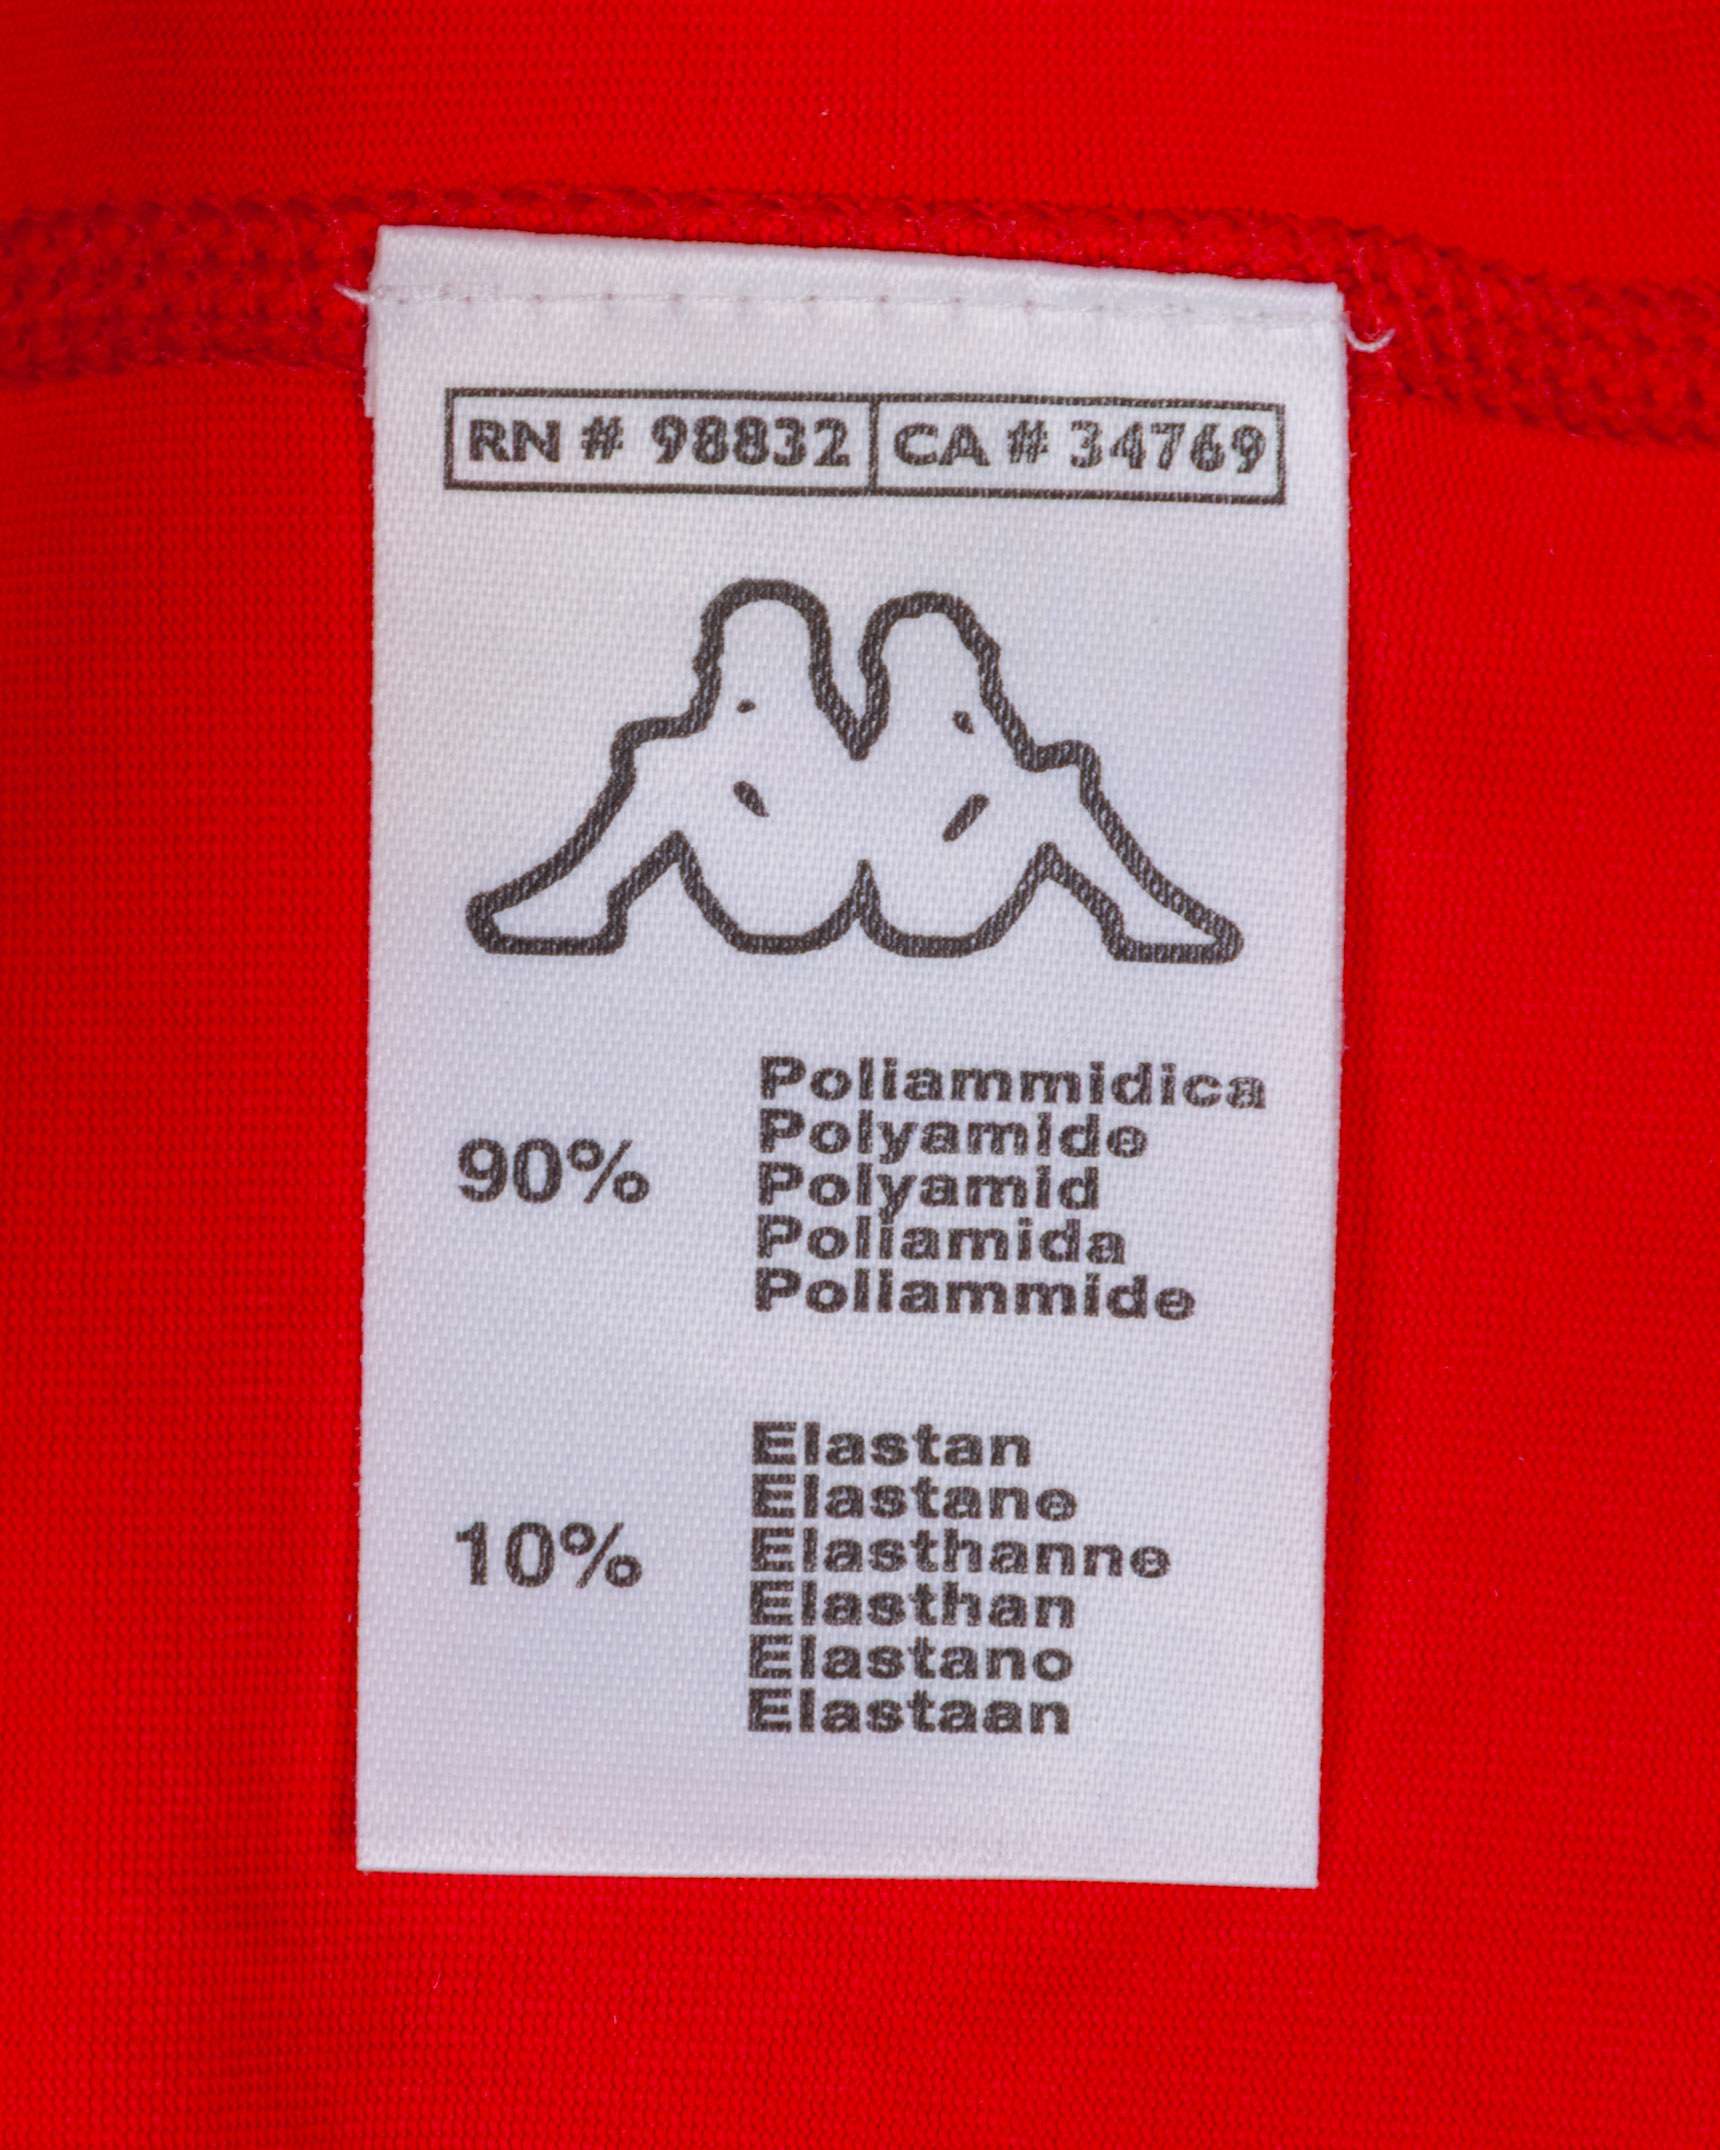 RN # 98832 CA # 34769
90%
Poliammidica
Polyamide
Polyamid
Poliamida
Poliammide
10%
Elastan
Elastane
Elasthanne
Elasthan
Elastano
Elastaan